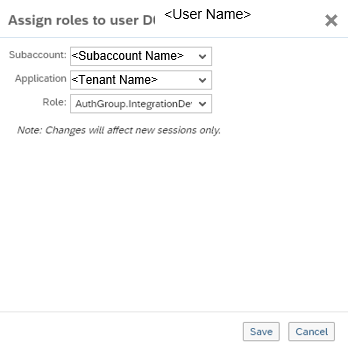 Assign roles to user D <User Name>
Subaccount: <Subaccount Name>
Application <Tenant Name>
Role: AuthGroup.IntegrationDe
Note: Changes will affect new sessions only.
Save Cancel